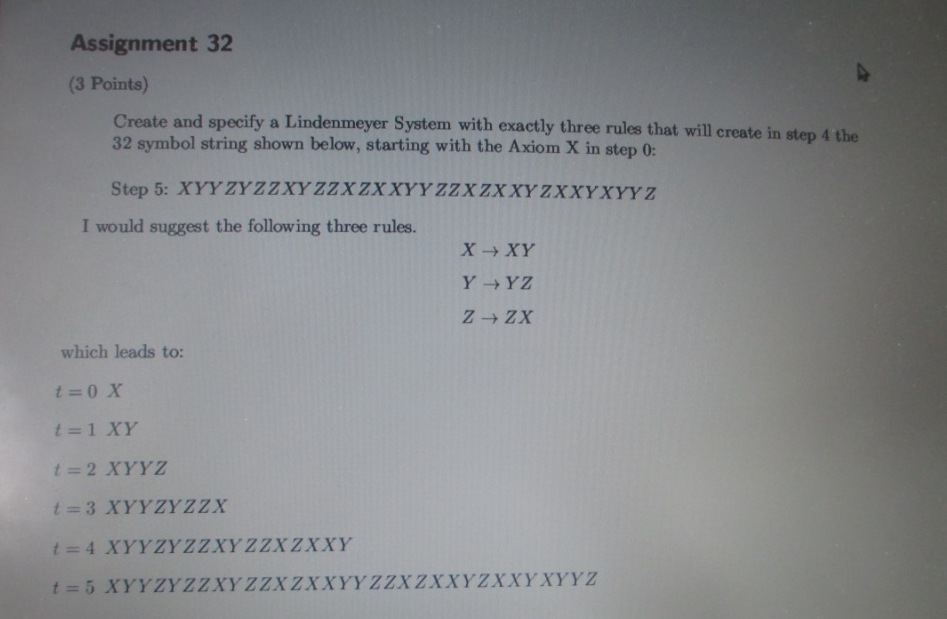 Assignment 32
(3 Points)
Create and specify a Lindenmeyer System with exactly three rules that will create in step 4 the
32 symbol string shown below, starting with the Axiom X in step 0:
Step 5: XYYZYZZXYZZXZXXYYZZXZXXYZXXYXYYZ
I would suggest the following three rules.
X → XY
Y → YZ
Z → ZX
which leads to:
t = 0 X
t = 1 XY
t = 2 XYYZ
t = 3 XYYZYZZX
t = 4 XYYZYZZXYZZXZXXY
t = 5 XYYZYZZXYZZXZXXYYZZXZXXYZXXYXYYZ